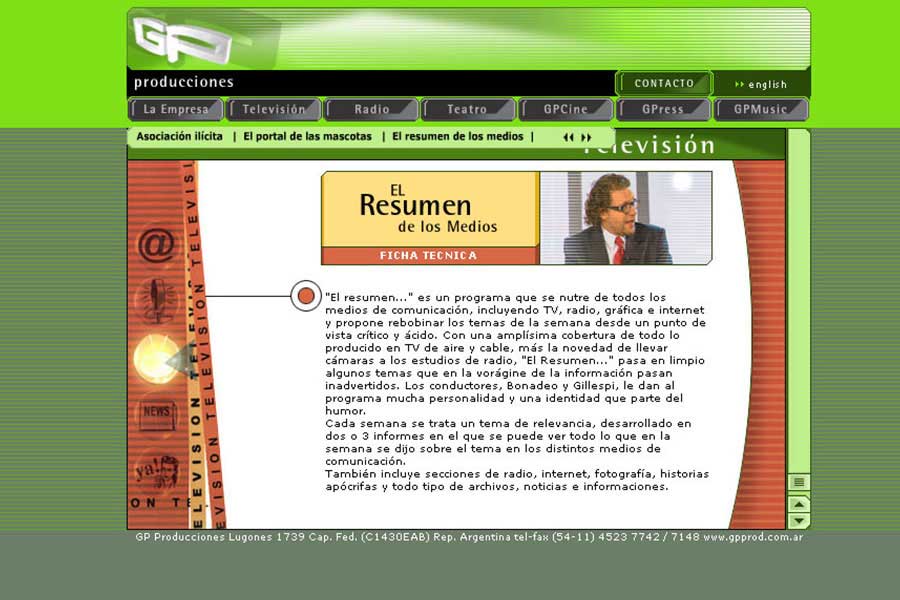 GP
producciones
CONTACTO
english
La Empresa Televisión Radio Teatro GPCine GPress GPMusic
Asociación ilícita | El portal de las mascotas | El resumen de los medios |
Televisión
EL
Resumen
de los Medios
FICHA TECNICA
"El resumen..." es un programa que se nutre de todos los
medios de comunicación, incluyendo TV, radio, gráfica e internet
y propone rebobinar los temas de la semana desde un punto de
vista crítico y ácido. Con una amplísima cobertura de todo lo
producido en TV de aire y cable, más la novedad de llevar
cámaras a los estudios de radio, "El Resumen..." pasa en limpio
algunos temas que en la vorágine de la información pasan
inadvertidos. Los conductores, Bonadeo y Gillespi, le dan al
programa mucha personalidad y una identidad que parte del
humor.
Cada semana se trata un tema de relevancia, desarrollado en
dos o 3 informes en el que se puede ver todo lo que en la
semana se dijo sobre el tema en los distintos medios de
comunicación.
También incluye secciones de radio, internet, fotografía, historias
apócrifas y todo tipo de archivos, noticias e informaciones.
@
NEWS
ya!
TELEVISION
TELEVISION
GP Producciones Lugones 1739 Cap. Fed. (C1430EAB) Rep. Argentina tel-fax (54-11) 4523 7742 / 7148 www.gpprod.com.ar